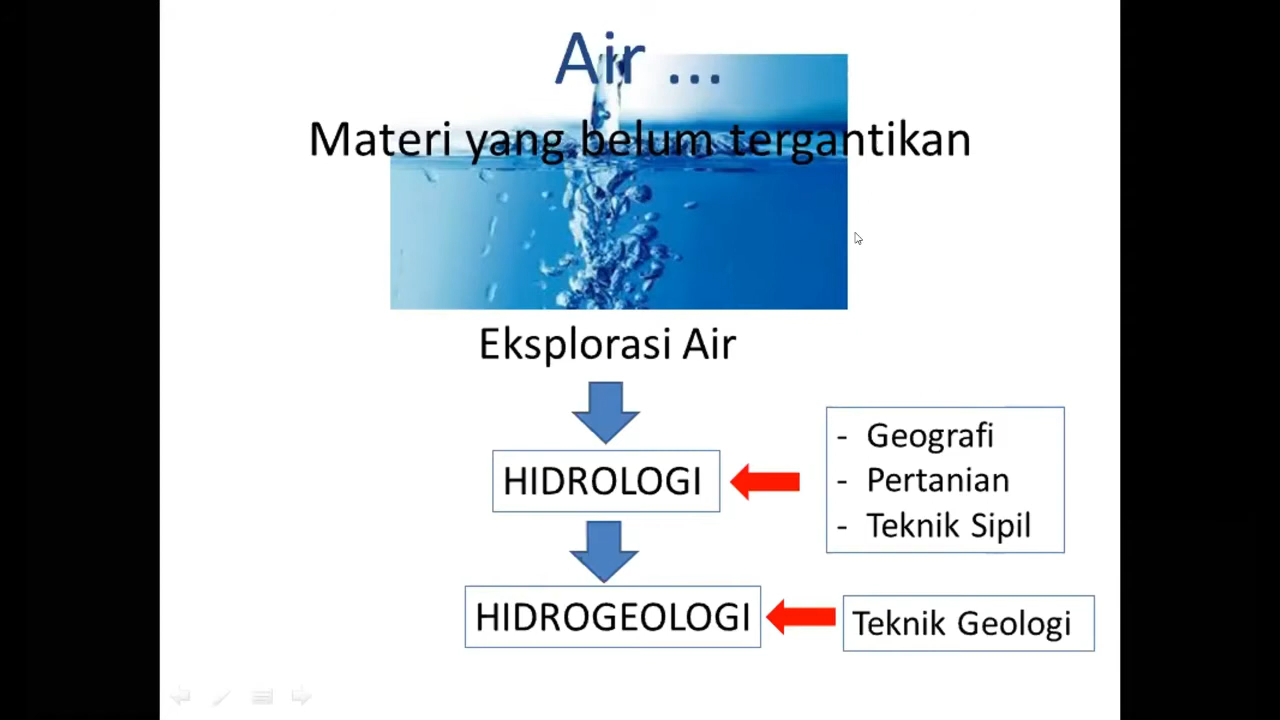 Air ...
Materi yang belum tergantikan
Eksplorasi Air
HIDROLOGI
- Geografi
- Pertanian
- Teknik Sipil
HIDROGEOLOGI
Teknik Geologi